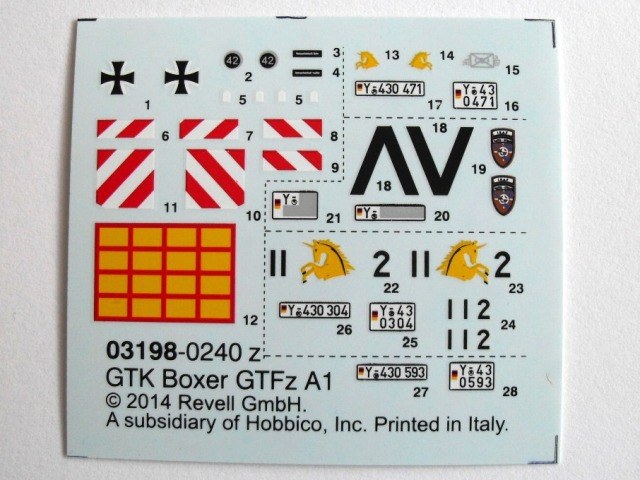 42 42 3 13 14
2 4 15
1 5 5 Y 430 471 17 Y 43 0471 16
6 7 8 18
9 18 19
11 10 Y 21 Y 20
II 2 II 2
22 23
12 Y 430 304 26 Y 43 0304 25 112 24
112
03198-0240 z
GTK Boxer GTFz A1 Y 430 593 27 Y 43 0593 28
© 2014 Revell GmbH.
A subsidiary of Hobbico, Inc. Printed in Italy.